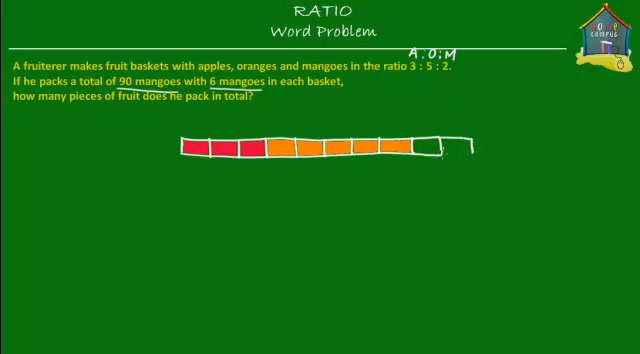 RATIO
Word Problem
home
campus
A : O : M
A fruiterer makes fruit baskets with apples, oranges and mangoes in the ratio 3 : 5 : 2.
If he packs a total of 90 mangoes with 6 mangoes in each basket,
how many pieces of fruit does he pack in total?